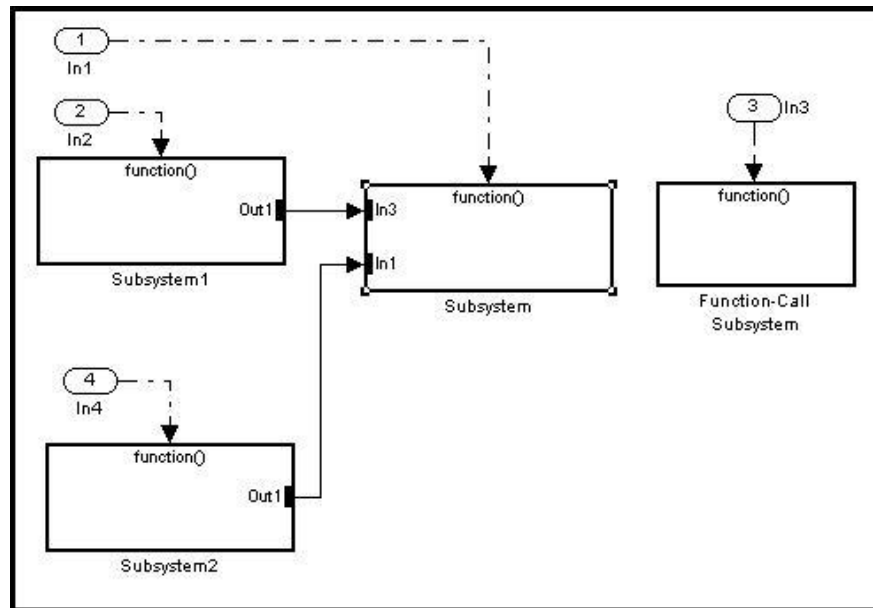 1
In1
2
In2
function()
Out1
Subsystem1
function()
In3
In1
Subsystem
3
In3
function()
Function-Call
Subsystem
4
In4
function()
Out1
Subsystem2